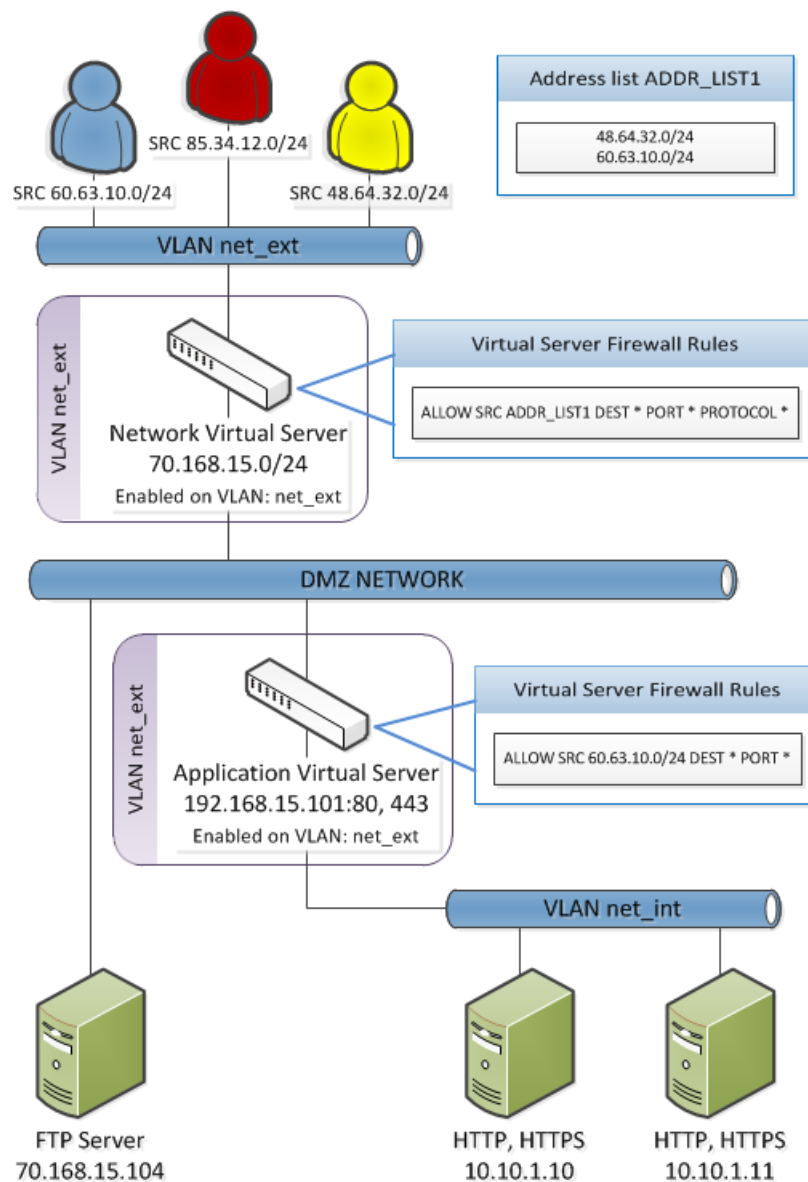 SRC 85.34.12.0/24
SRC 60.63.10.0/24
SRC 48.64.32.0/24
Address list ADDR_LIST1
48.64.32.0/24
60.63.10.0/24
VLAN net_ext
VLAN net_ext
Network Virtual Server
70.168.15.0/24
Enabled on VLAN: net_ext
Virtual Server Firewall Rules
ALLOW SRC ADDR_LIST1 DEST * PORT * PROTOCOL *
DMZ NETWORK
VLAN net_ext
Application Virtual Server
192.168.15.101:80, 443
Enabled on VLAN: net_ext
Virtual Server Firewall Rules
ALLOW SRC 60.63.10.0/24 DEST * PORT *
VLAN net_int
FTP Server
70.168.15.104
HTTP, HTTPS
10.10.1.10
HTTP, HTTPS
10.10.1.11